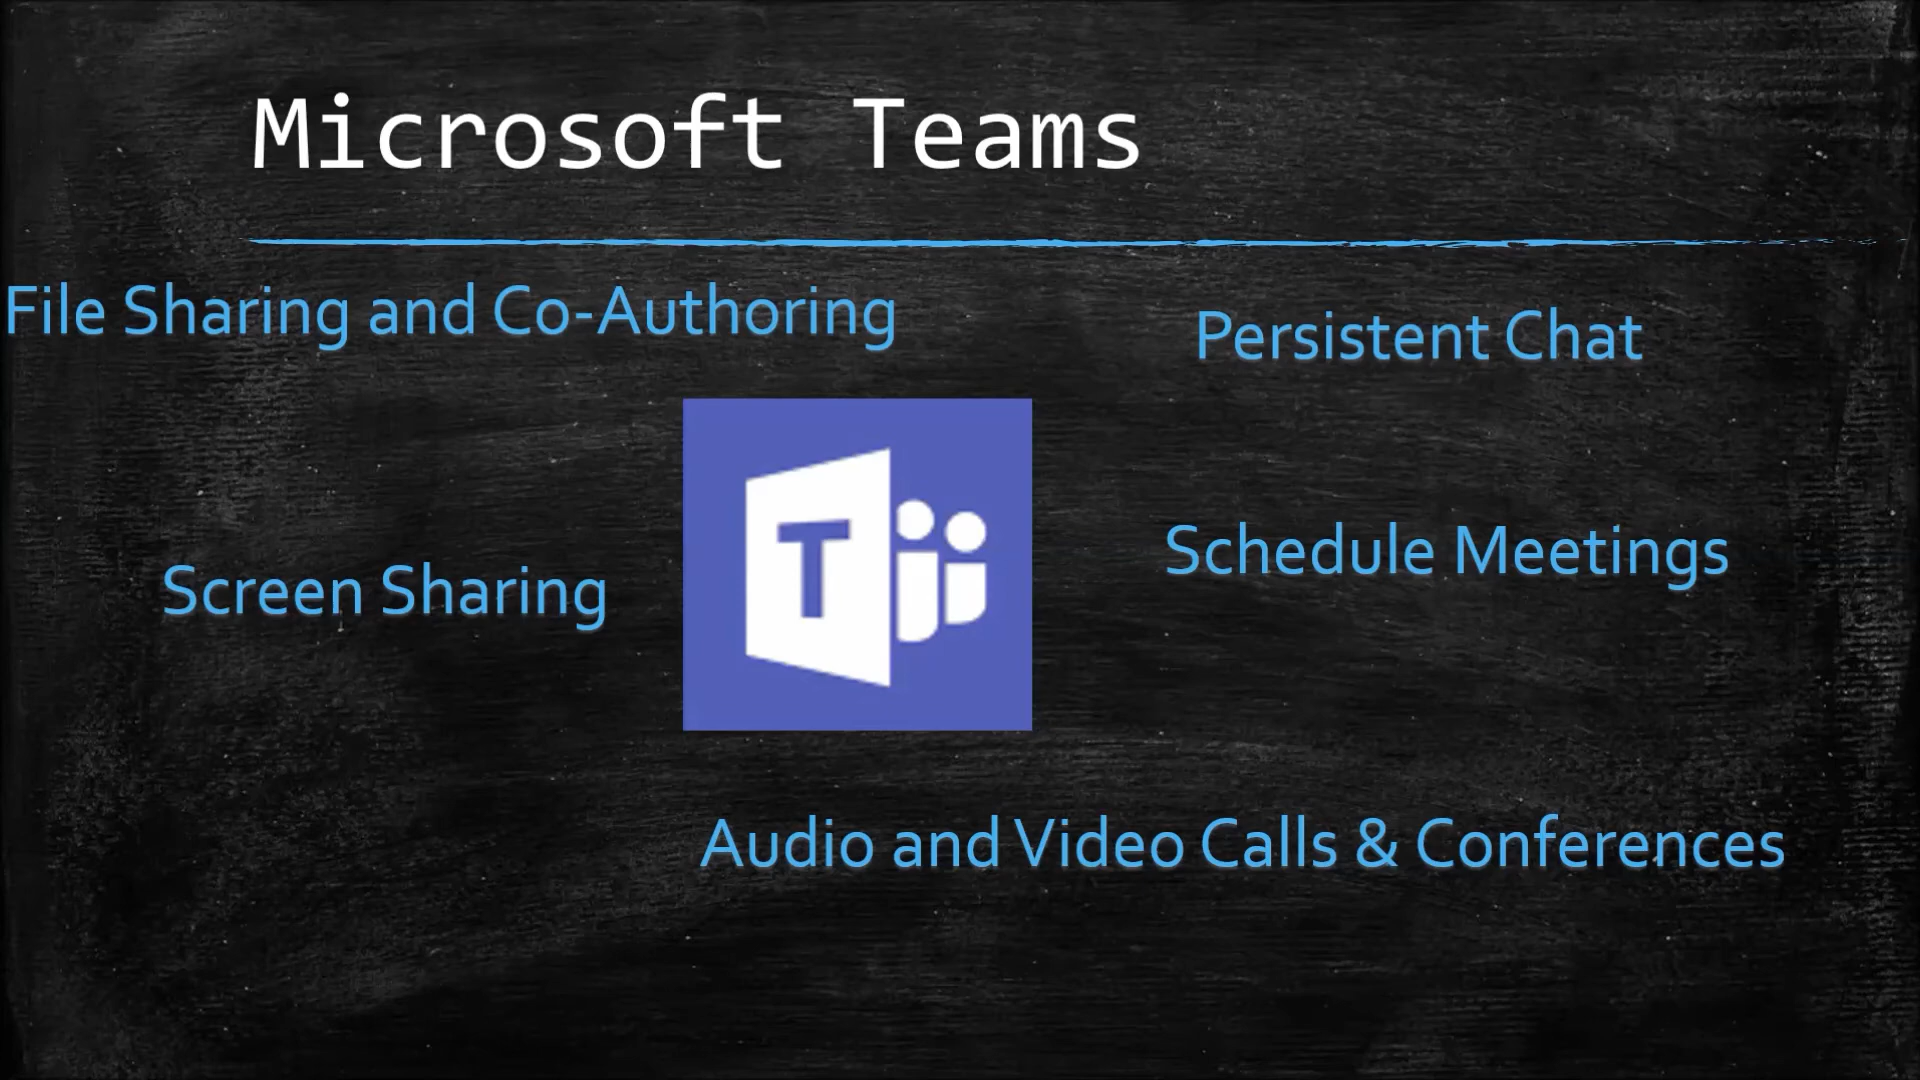 Microsoft Teams
File Sharing and Co-Authoring
Persistent Chat
T
Schedule Meetings
Screen Sharing
Audio and Video Calls & Conferences